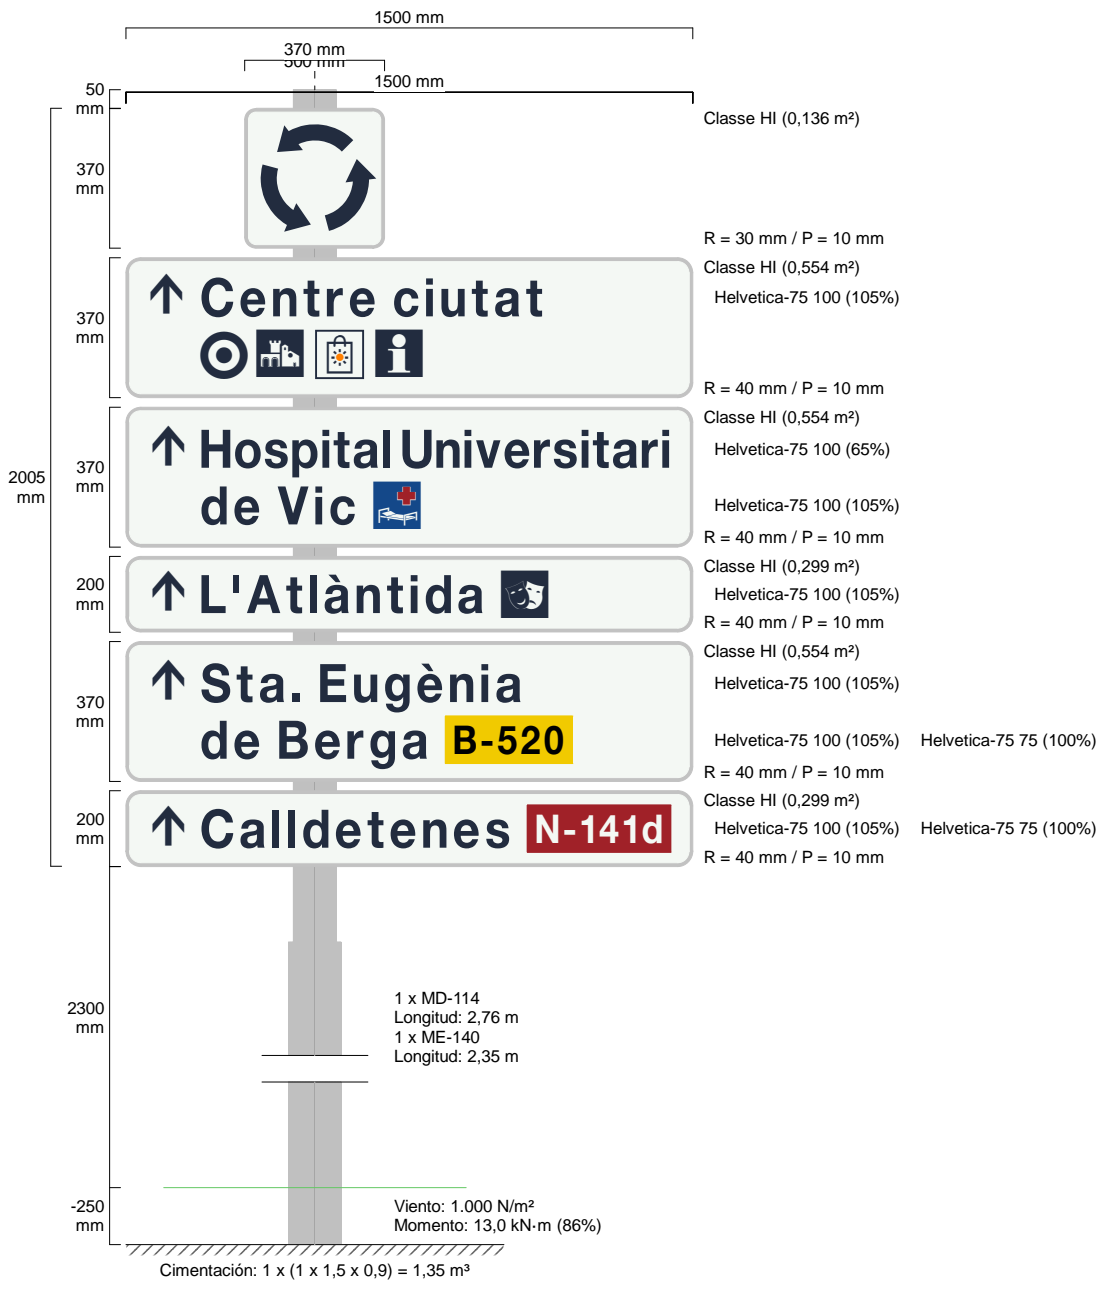 1500 mm
370 mm
500 mm
1500 mm
50
mm
Classe HI (0,136 m²)
370
mm
R = 30 mm / P = 10 mm
Classe HI (0,554 m²)
Centre ciutat
Helvetica-75 100 (105%)
370
mm
i
R = 40 mm / P = 10 mm
Classe HI (0,554 m²)
Hospital Universitari
Helvetica-75 100 (65%)
2005
mm
370
mm
de Vic
Helvetica-75 100 (105%)
R = 40 mm / P = 10 mm
Classe HI (0,299 m²)
200
mm
L'Atlàntida
Helvetica-75 100 (105%)
R = 40 mm / P = 10 mm
Classe HI (0,554 m²)
Sta. Eugènia
Helvetica-75 100 (105%)
370
mm
de Berga B-520
Helvetica-75 100 (105%) Helvetica-75 75 (100%)
R = 40 mm / P = 10 mm
Classe HI (0,299 m²)
200
mm
Calldetenes N-141d
Helvetica-75 100 (105%) Helvetica-75 75 (100%)
R = 40 mm / P = 10 mm
2300
mm
1 x MD-114
Longitud: 2,76 m
1 x ME-140
Longitud: 2,35 m
-250
mm
Viento: 1.000 N/m²
Momento: 13,0 kN·m (86%)
Cimentación: 1 x (1 x 1,5 x 0,9) = 1,35 m³